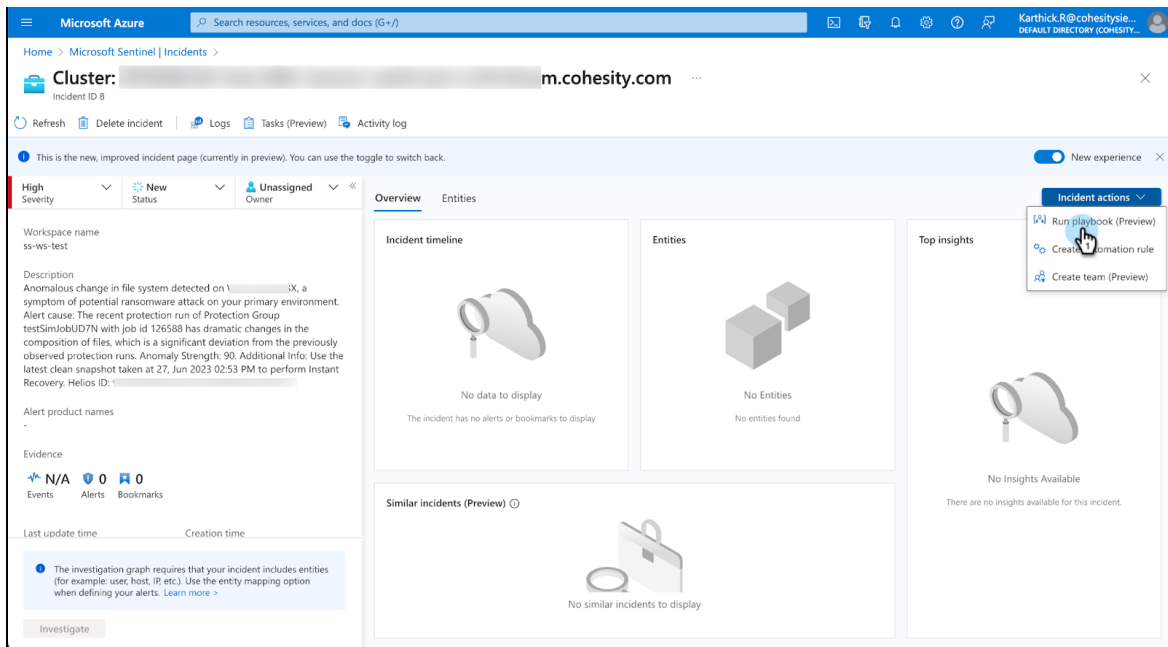 Microsoft Azure
Search resources, services, and docs (G+/)
Karthick.R@cohesitysie...
DEFAULT DIRECTORY (COHESITY...
Home > Microsoft Sentinel | Incidents >
Cluster: m.cohesity.com ...
Incident ID 8
Refresh Delete incident Logs Tasks (Preview) Activity log
This is the new, improved incident page (currently in preview). You can use the toggle to switch back.
New experience
High
Severity
New
Status
Unassigned
Owner
Overview Entities
Incident actions
Run playbook (Preview)
Create automation rule
Create team (Preview)
1
Workspace name
ss-ws-test
Description
Anomalous change in file system detected on X, a
symptom of potential ransomware attack on your primary environment.
Alert cause: The recent protection run of Protection Group
testSimJobUD7N with job id 126588 has dramatic changes in the
composition of files, which is a significant deviation from the previously
observed protection runs. Anomaly Strength: 90. Additional Info: Use the
latest clean snapshot taken at 27, Jun 2023 02:53 PM to perform Instant
Recovery. Helios ID:
Alert product names
-
Evidence
N/A 0 0
Events Alerts Bookmarks
Last update time Creation time
The investigation graph requires that your incident includes entities
(for example: user, host, IP, etc.). Use the entity mapping option
when defining your alerts. Learn more >
Investigate
Incident timeline
No data to display
The incident has no alerts or bookmarks to display
Entities
No Entities
No entities found
Top insights
No Insights Available
There are no insights available for this incident.
Similar incidents (Preview)
No similar incidents to display